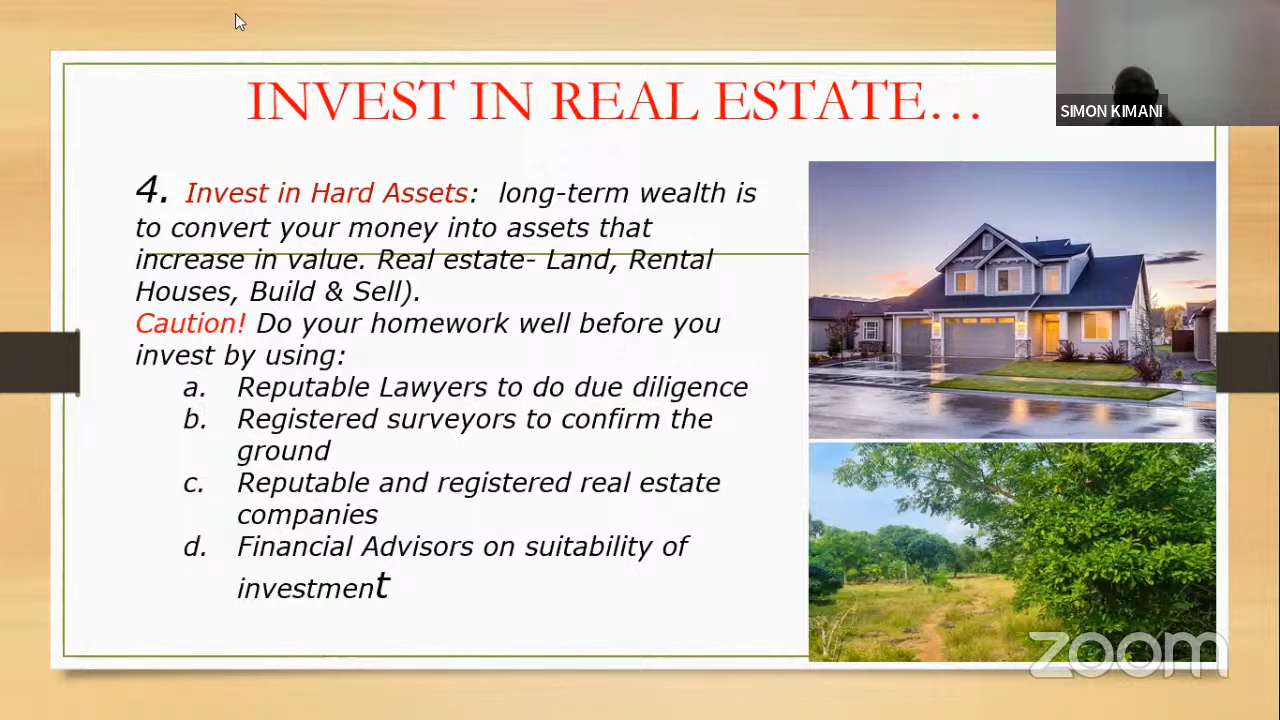 INVEST IN REAL ESTATE…
SIMON KIMANI
4. Invest in Hard Assets: long-term wealth is
to convert your money into assets that
increase in value. Real estate- Land, Rental
Houses, Build & Sell).
Caution! Do your homework well before you
invest by using:
a. Reputable Lawyers to do due diligence
b. Registered surveyors to confirm the
ground
c. Reputable and registered real estate
companies
d. Financial Advisors on suitability of
investment
zoom